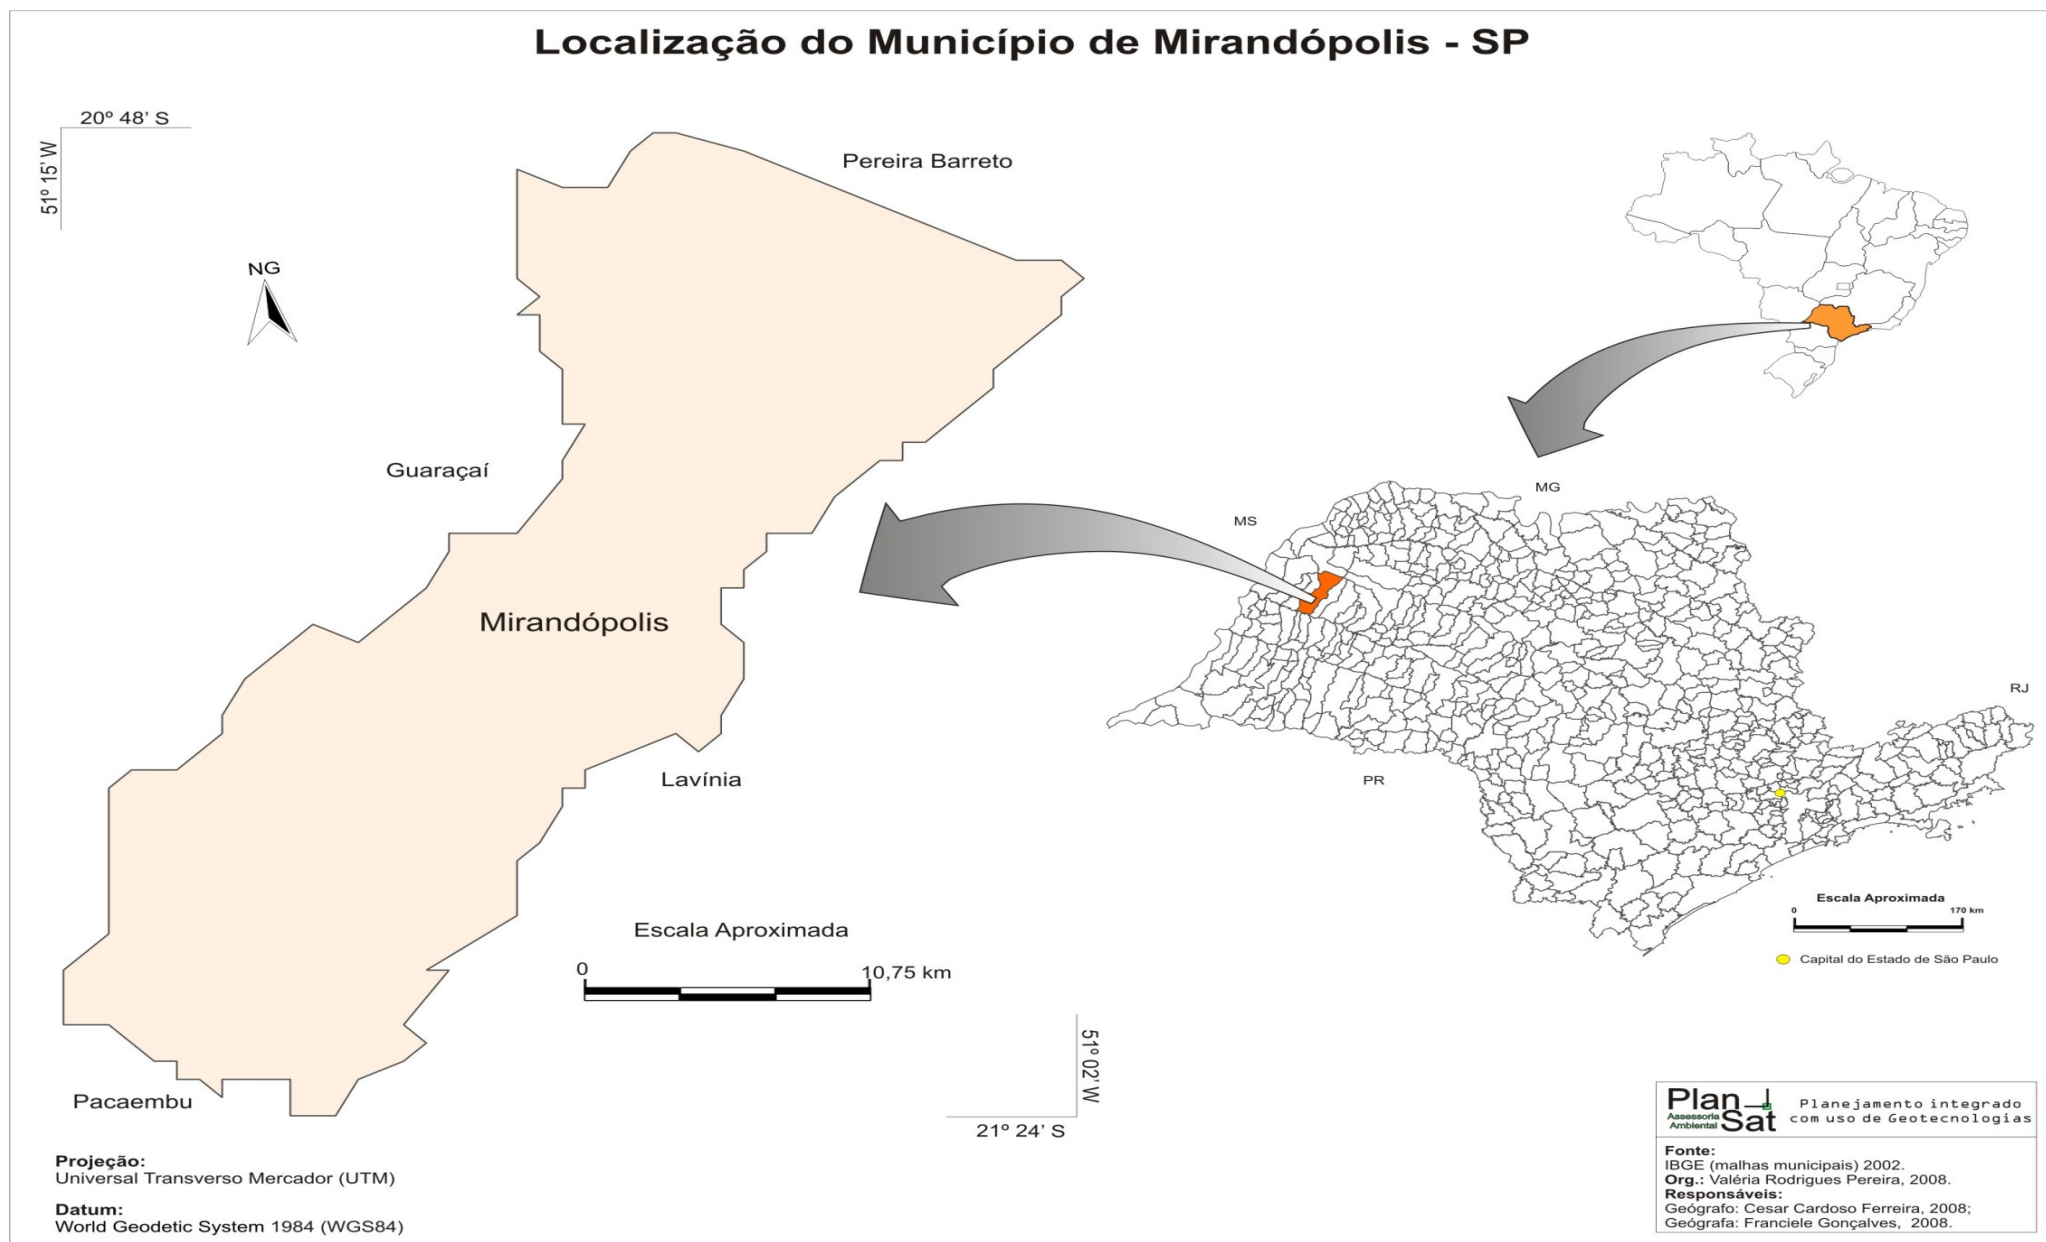 Localização do Município de Mirandópolis - SP
20º 48' S
51º 15' W
Pereira Barreto
NG
Guaraçaí
MG
MS
Mirandópolis
RJ
Lavínia
PR
Escala Aproximada
0 170 km
Capital do Estado de São Paulo
Escala Aproximada
0 10,75 km
51º 02' W
21º 24' S
Pacaembu
Projeção:
Universal Transverso Mercador (UTM)
Datum:
World Geodetic System 1984 (WGS84)
Plan
Assessoria
Ambiental
Sat
Planejamento integrado
com uso de Geotecnologias
Fonte:
IBGE (malhas municipais) 2002.
Org.: Valéria Rodrigues Pereira, 2008.
Responsáveis:
Geógrafo: Cesar Cardoso Ferreira, 2008;
Geógrafa: Franciele Gonçalves, 2008.